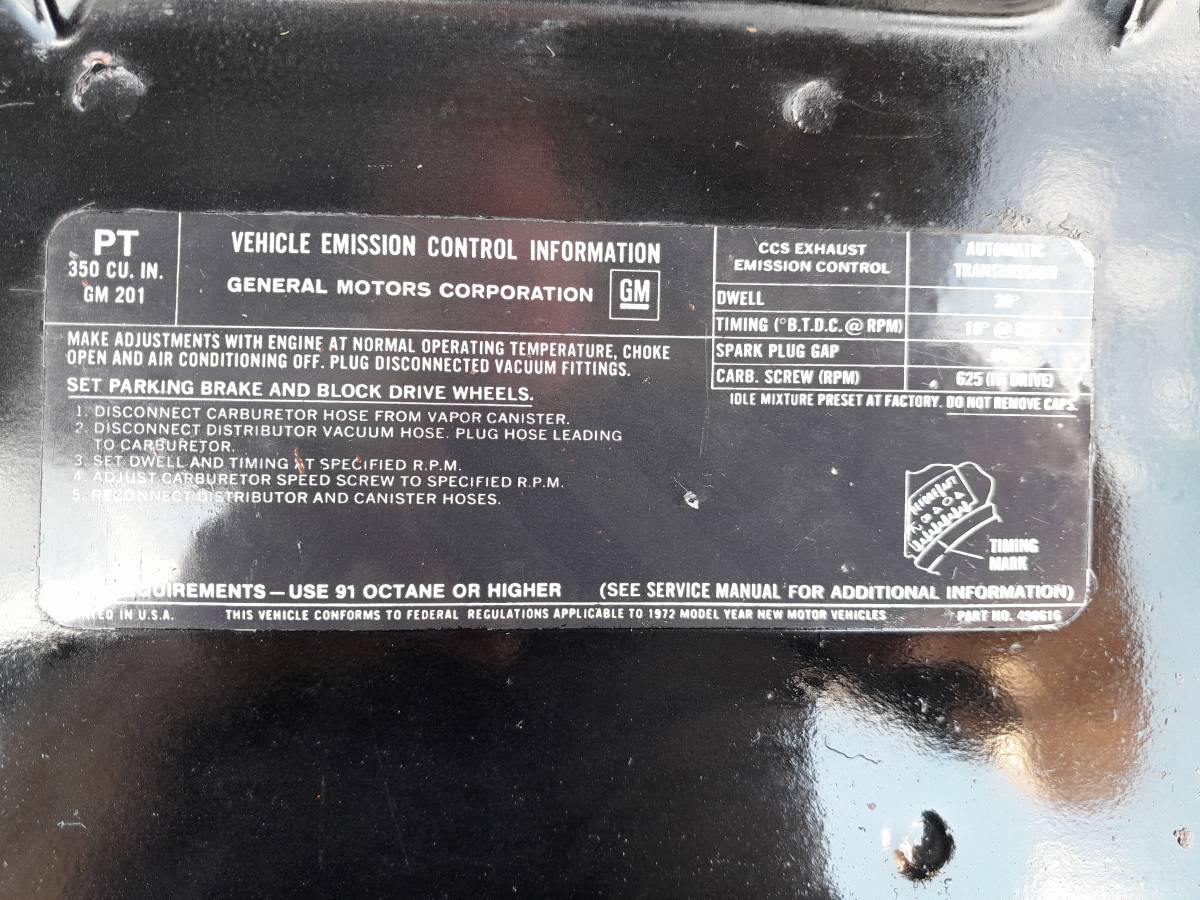 PT
350 CU. IN.
GM 201
VEHICLE EMISSION CONTROL INFORMATION
GENERAL MOTORS CORPORATION GM
MAKE ADJUSTMENTS WITH ENGINE AT NORMAL OPERATING TEMPERATURE, CHOKE
OPEN AND AIR CONDITIONING OFF. PLUG DISCONNECTED VACUUM FITTINGS.
SET PARKING BRAKE AND BLOCK DRIVE WHEELS.
1. DISCONNECT CARBURETOR HOSE FROM VAPOR CANISTER.
2. DISCONNECT DISTRIBUTOR VACUUM HOSE. PLUG HOSE LEADING
TO CARBURETOR.
3. SET DWELL AND TIMING AT SPECIFIED R.P.M.
4. ADJUST CARBURETOR SPEED SCREW TO SPECIFIED R.P.M.
5. RECONNECT DISTRIBUTOR AND CANISTER HOSES.
CCS EXHAUST
EMISSION CONTROL
AUTOMATIC
TRANSMISSION
DWELL 30°
TIMING (°B.T.D.C. @ RPM) @
SPARK PLUG GAP
CARB. SCREW (RPM) 625 (IN DRIVE)
IDLE MIXTURE PRESET AT FACTORY. DO NOT REMOVE CAPS.
TIMING
MARK
— USE 91 OCTANE OR HIGHER (SEE SERVICE MANUAL FOR ADDITIONAL INFORMATION)
IN U.S.A. THIS VEHICLE CONFORMS TO FEDERAL REGULATIONS APPLICABLE TO 1972 MODEL YEAR NEW MOTOR VEHICLES PART NO. 490616